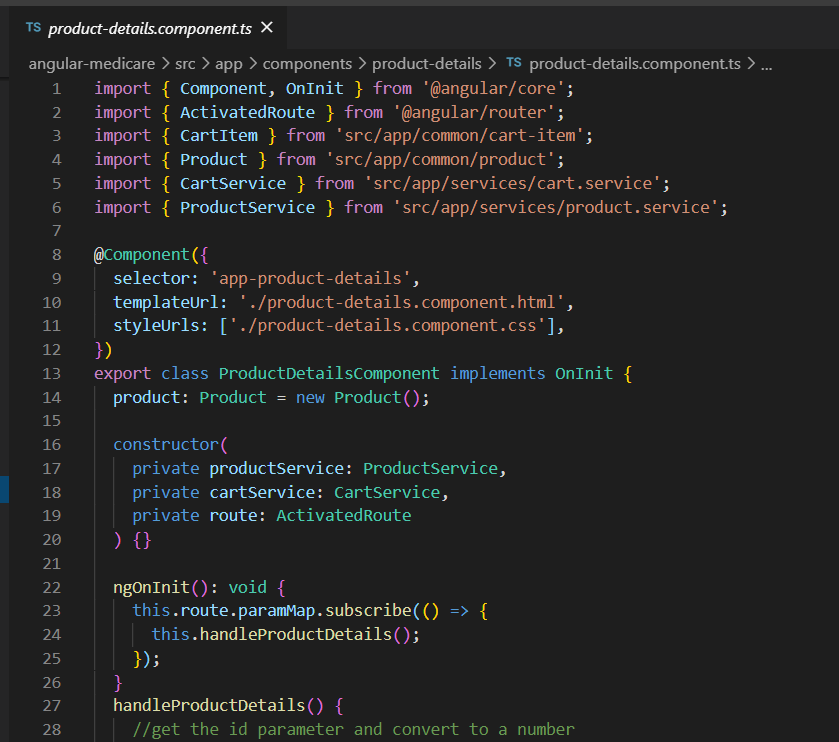 TS product-details.component.ts ×
angular-medicare > src > app > components > product-details > TS product-details.component.ts > ...
1 import { Component, OnInit } from '@angular/core';
2 import { ActivatedRoute } from '@angular/router';
3 import { CartItem } from 'src/app/common/cart-item';
4 import { Product } from 'src/app/common/product';
5 import { CartService } from 'src/app/services/cart.service';
6 import { ProductService } from 'src/app/services/product.service';
7
8 @Component({
9   selector: 'app-product-details',
10   templateUrl: './product-details.component.html',
11   styleUrls: ['./product-details.component.css'],
12 })
13 export class ProductDetailsComponent implements OnInit {
14   product: Product = new Product();
15
16   constructor(
17     private productService: ProductService,
18     private cartService: CartService,
19     private route: ActivatedRoute
20   ) {}
21
22   ngOnInit(): void {
23     this.route.paramMap.subscribe(() => {
24       this.handleProductDetails();
25     });
26   }
27   handleProductDetails() {
28     //get the id parameter and convert to a number